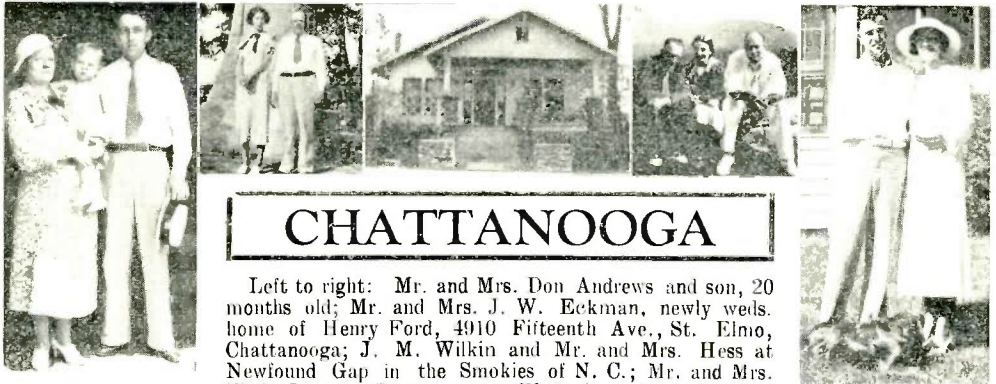 CHATTANOOGA
Left to right: Mr. and Mrs. Don Andrews and son, 20
months old; Mr. and Mrs. J. W. Eckman, newly weds.
home of Henry Ford, 4910 Fifteenth Ave., St. Elmo,
Chattanooga; J. M. Wilkin and Mr. and Mrs. Hess at
Newfound Gap in the Smokies of N. C.; Mr. and Mrs.